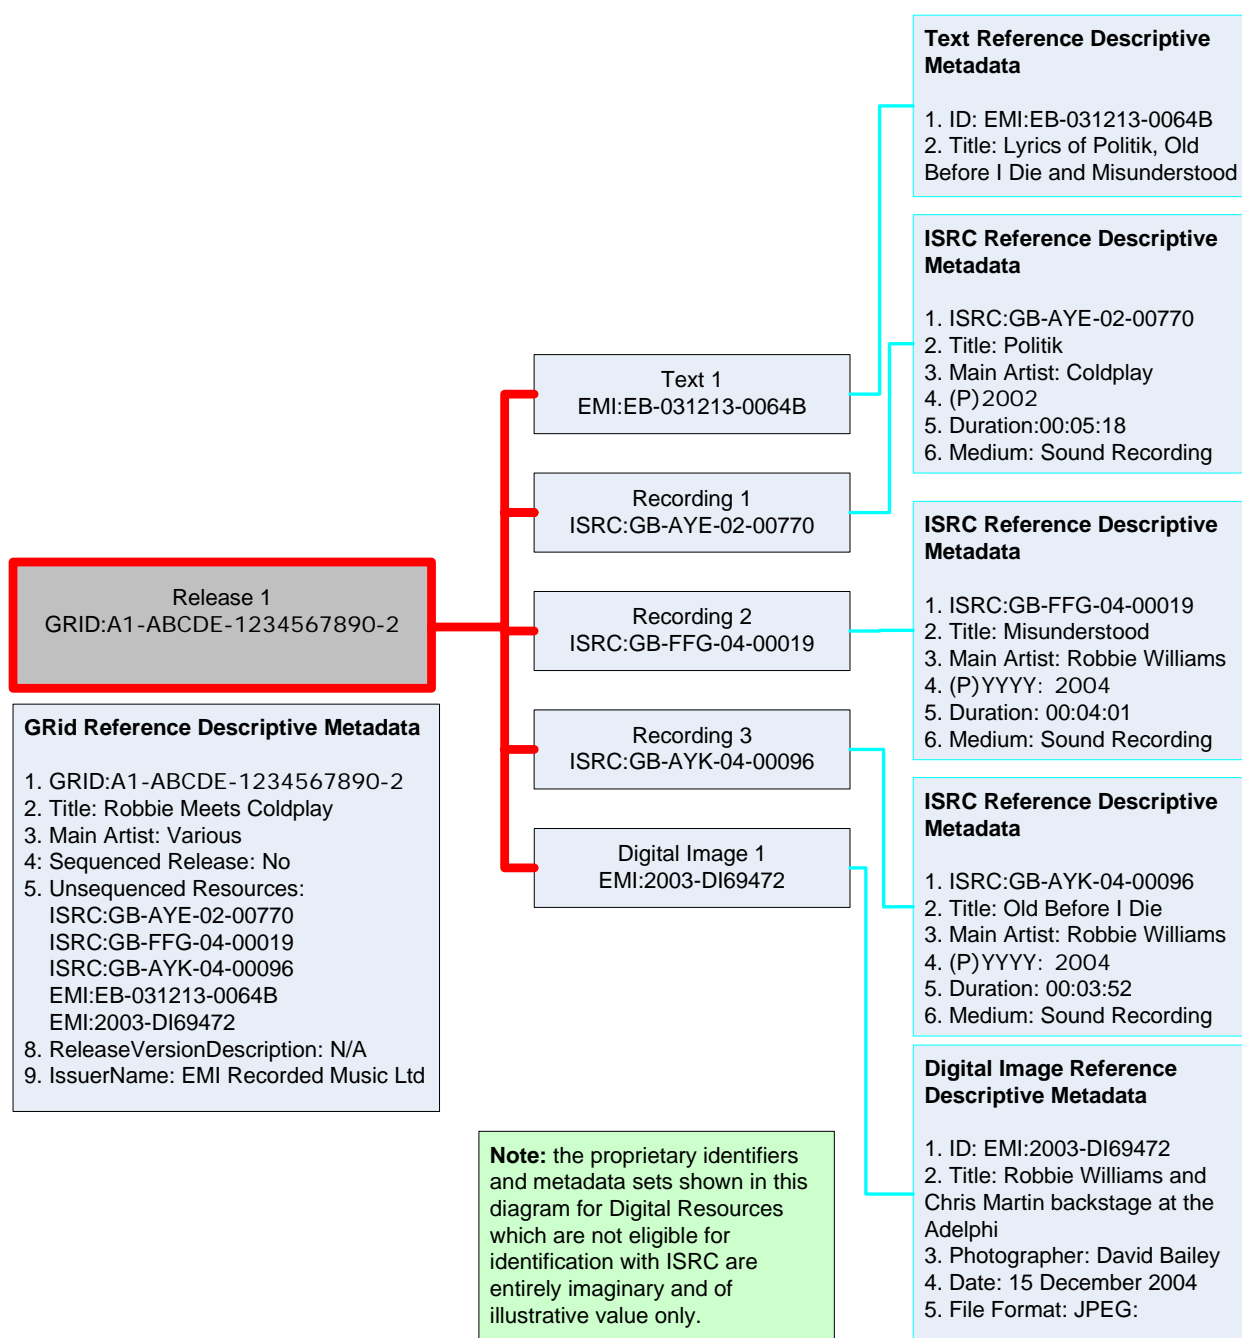 Text Reference Descriptive
Metadata
1. ID: EMI:EB-031213-0064B
2. Title: Lyrics of Politik, Old
Before I Die and Misunderstood
ISRC Reference Descriptive
Metadata
1. ISRC:GB-AYE-02-00770
2. Title: Politik
3. Main Artist: Coldplay
4. (P)2002
5. Duration:00:05:18
6. Medium: Sound Recording
Text 1
EMI:EB-031213-0064B
Recording 1
ISRC:GB-AYE-02-00770
ISRC Reference Descriptive
Metadata
1. ISRC:GB-FFG-04-00019
2. Title: Misunderstood
3. Main Artist: Robbie Williams
4. (P)YYYY: 2004
5. Duration: 00:04:01
6. Medium: Sound Recording
Release 1
GRID:A1-ABCDE-1234567890-2
Recording 2
ISRC:GB-FFG-04-00019
Recording 3
ISRC:GB-AYK-04-00096
Digital Image 1
EMI:2003-DI69472
GRid Reference Descriptive Metadata
1. GRID:A1-ABCDE-1234567890-2
2. Title: Robbie Meets Coldplay
3. Main Artist: Various
4: Sequenced Release: No
5. Unsequenced Resources:
ISRC:GB-AYE-02-00770
ISRC:GB-FFG-04-00019
ISRC:GB-AYK-04-00096
EMI:EB-031213-0064B
EMI:2003-DI69472
8. ReleaseVersionDescription: N/A
9. IssuerName: EMI Recorded Music Ltd
ISRC Reference Descriptive
Metadata
1. ISRC:GB-AYK-04-00096
2. Title: Old Before I Die
3. Main Artist: Robbie Williams
4. (P)YYYY: 2004
5. Duration: 00:03:52
6. Medium: Sound Recording
Digital Image Reference
Descriptive Metadata
1. ID: EMI:2003-DI69472
2. Title: Robbie Williams and
Chris Martin backstage at the
Adelphi
3. Photographer: David Bailey
4. Date: 15 December 2004
5. File Format: JPEG:
Note: the proprietary identifiers
and metadata sets shown in this
diagram for Digital Resources
which are not eligible for
identification with ISRC are
entirely imaginary and of
illustrative value only.